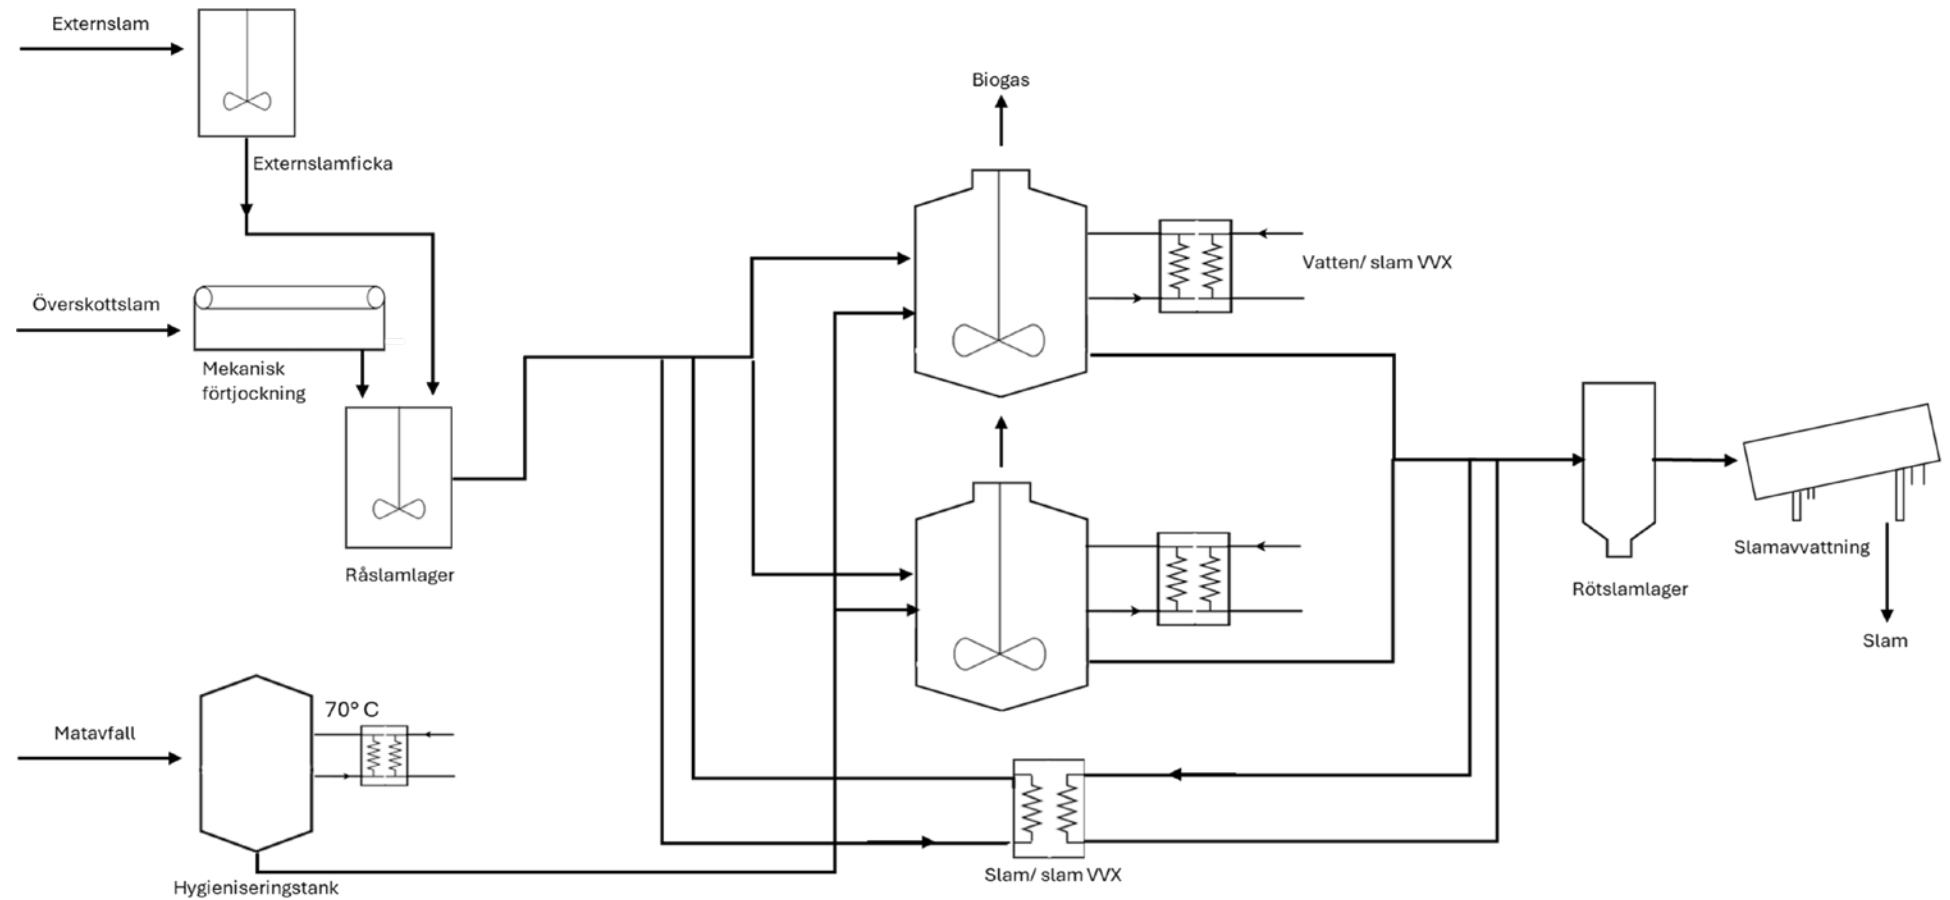 Externslam
Externslamficka
Biogas
Vatten/ slam VVX
Överskottslam
Mekanisk
förtjockning
Råslamlager
Slamavvattning
Rötslamlager
Slam
70° C
Matavfall
Slam/ slam VVX
Hygieniseringstank